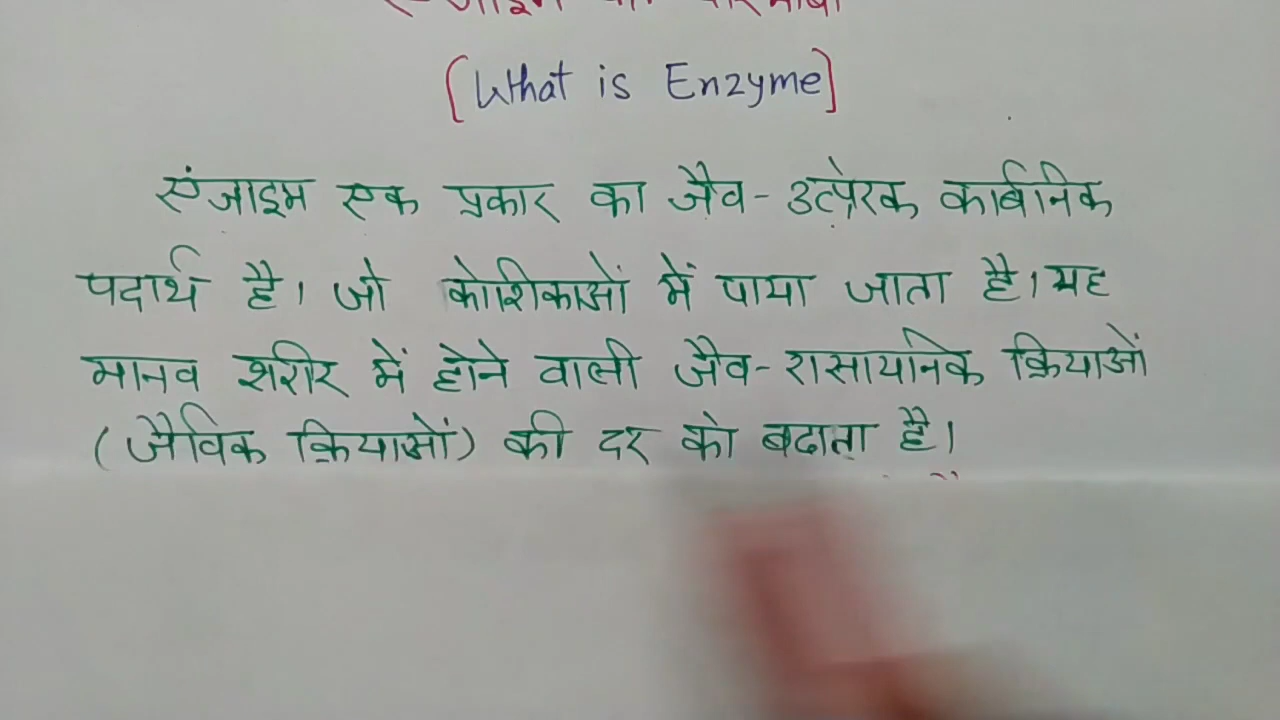 (What is Enzyme)
एंजाइम एक प्रकार का जैव-उत्प्रेरक कार्बनिक
पदार्थ है। जो कोशिकाओं में पाया जाता है। यह
मानव शरीर में होने वाली जैव-रासायनिक क्रियाओं
(जैविक क्रियाओं) की दर को बढाता है।